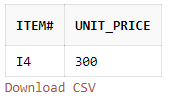 ITEM# UNIT_PRICE
I4 300
Download CSV